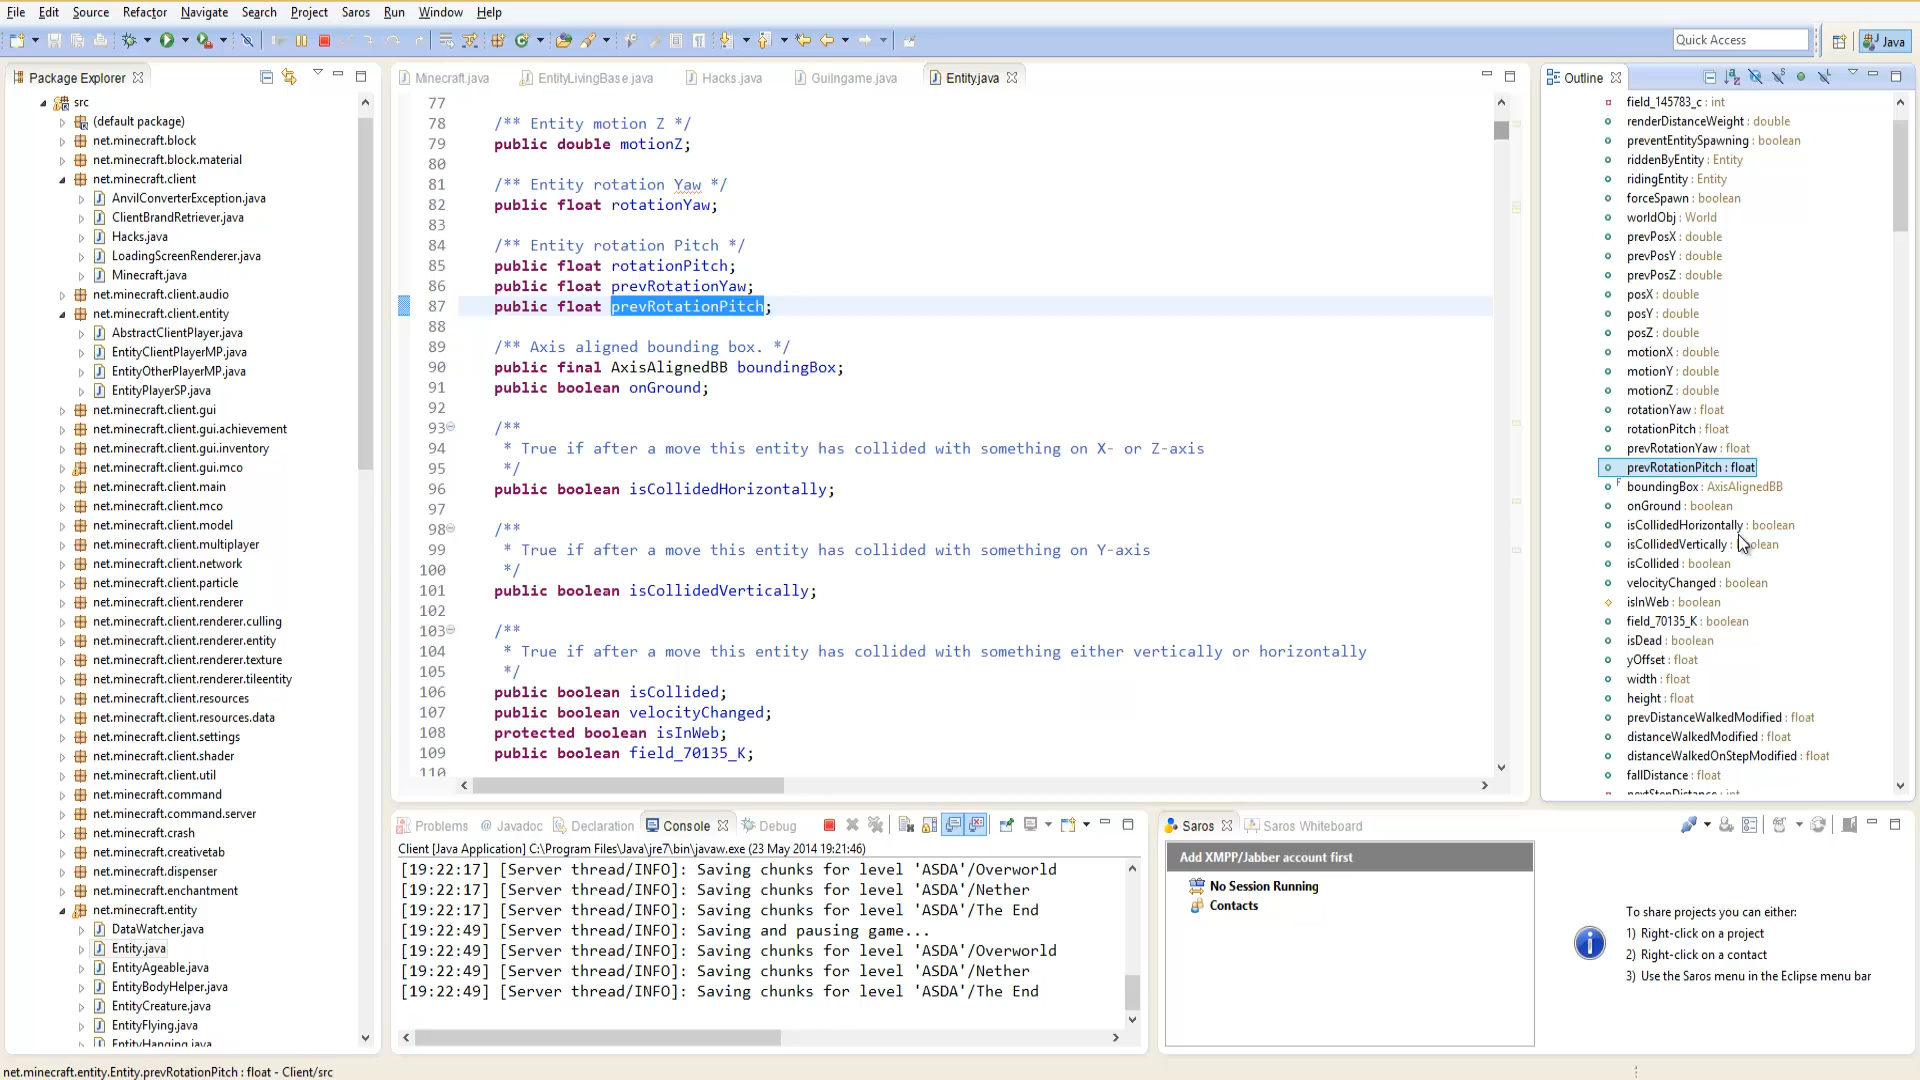 File Edit Source Refactor Navigate Search Project Saros Run Window Help
Quick Access
Java
Package Explorer
src
(default package)
net.minecraft.block
net.minecraft.block.material
net.minecraft.client
AnvilConverterException.java
ClientBrandRetriever.java
Hacks.java
LoadingScreenRenderer.java
Minecraft.java
net.minecraft.client.audio
net.minecraft.client.entity
AbstractClientPlayer.java
EntityClientPlayerMP.java
EntityOtherPlayerMP.java
EntityPlayerSP.java
net.minecraft.client.gui
net.minecraft.client.gui.achievement
net.minecraft.client.gui.inventory
net.minecraft.client.gui.mco
net.minecraft.client.main
net.minecraft.client.mco
net.minecraft.client.model
net.minecraft.client.multiplayer
net.minecraft.client.network
net.minecraft.client.particle
net.minecraft.client.renderer
net.minecraft.client.renderer.culling
net.minecraft.client.renderer.entity
net.minecraft.client.renderer.texture
net.minecraft.client.renderer.tileentity
net.minecraft.client.resources
net.minecraft.client.resources.data
net.minecraft.client.settings
net.minecraft.client.shader
net.minecraft.client.util
net.minecraft.command
net.minecraft.command.server
net.minecraft.crash
net.minecraft.creativetab
net.minecraft.dispenser
net.minecraft.enchantment
net.minecraft.entity
DataWatcher.java
Entity.java
EntityAgeable.java
EntityBodyHelper.java
EntityCreature.java
EntityFlying.java
EntityHanging.java
Minecraft.java EntityLivingBase.java Hacks.java GuiIngame.java Entity.java
77
78 /** Entity motion Z */
79 public double motionZ;
80
81 /** Entity rotation Yaw */
82 public float rotationYaw;
83
84 /** Entity rotation Pitch */
85 public float rotationPitch;
86 public float prevRotationYaw;
87 public float prevRotationPitch;
88
89 /** Axis aligned bounding box. */
90 public final AxisAlignedBB boundingBox;
91 public boolean onGround;
92
93 /**
94 * True if after a move this entity has collided with something on X- or Z-axis
95 */
96 public boolean isCollidedHorizontally;
97
98 /**
99 * True if after a move this entity has collided with something on Y-axis
100 */
101 public boolean isCollidedVertically;
102
103 /**
104 * True if after a move this entity has collided with something either vertically or horizontally
105 */
106 public boolean isCollided;
107 public boolean velocityChanged;
108 protected boolean isInWeb;
109 public boolean field_70135_K;
110
Outline
field_145783_c : int
renderDistanceWeight : double
preventEntitySpawning : boolean
riddenByEntity : Entity
ridingEntity : Entity
forceSpawn : boolean
worldObj : World
prevPosX : double
prevPosY : double
prevPosZ : double
posX : double
posY : double
posZ : double
motionX : double
motionY : double
motionZ : double
rotationYaw : float
rotationPitch : float
prevRotationYaw : float
prevRotationPitch : float
F boundingBox : AxisAlignedBB
onGround : boolean
isCollidedHorizontally : boolean
isCollidedVertically :
isCollided : boolean
velocityChanged : boolean
isInWeb : boolean
field_70135_K : boolean
isDead : boolean
yOffset : float
width : float
height : float
prevDistanceWalkedModified : float
distanceWalkedModified : float
distanceWalkedOnStepModified : float
fallDistance : float
nextStepDistance : int
Problems Javadoc Declaration Console Debug
Client [Java Application] C:\Program Files\Java\jre7\bin\javaw.exe (23 May 2014 19:21:46)
[19:22:17] [Server thread/INFO]: Saving chunks for level 'ASDA'/Overworld
[19:22:17] [Server thread/INFO]: Saving chunks for level 'ASDA'/Nether
[19:22:17] [Server thread/INFO]: Saving chunks for level 'ASDA'/The End
[19:22:49] [Server thread/INFO]: Saving and pausing game...
[19:22:49] [Server thread/INFO]: Saving chunks for level 'ASDA'/Overworld
[19:22:49] [Server thread/INFO]: Saving chunks for level 'ASDA'/Nether
[19:22:49] [Server thread/INFO]: Saving chunks for level 'ASDA'/The End
Saros Saros Whiteboard
Add XMPP/Jabber account first
No Session Running
Contacts
To share projects you can either:
1) Right-click on a project
2) Right-click on a contact
3) Use the Saros menu in the Eclipse menu bar
net.minecraft.entity.Entity.prevRotationPitch : float - Client/src